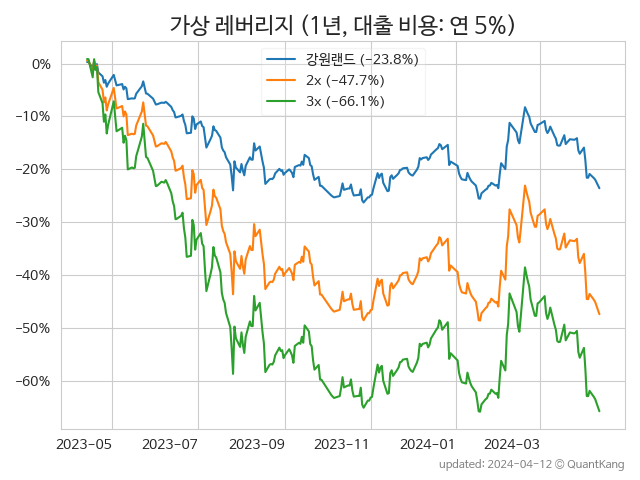 가상 레버리지 (1년, 대출 비용: 연 5%)
강원랜드 (−23.8%)
2x (−47.7%)
3x (−66.1%)
0%
−10%
−20%
−30%
−40%
−50%
−60%
2023-05 2023-07 2023-09 2023-11 2024-01 2024-03
updated: 2024-04-12 © QuantKang